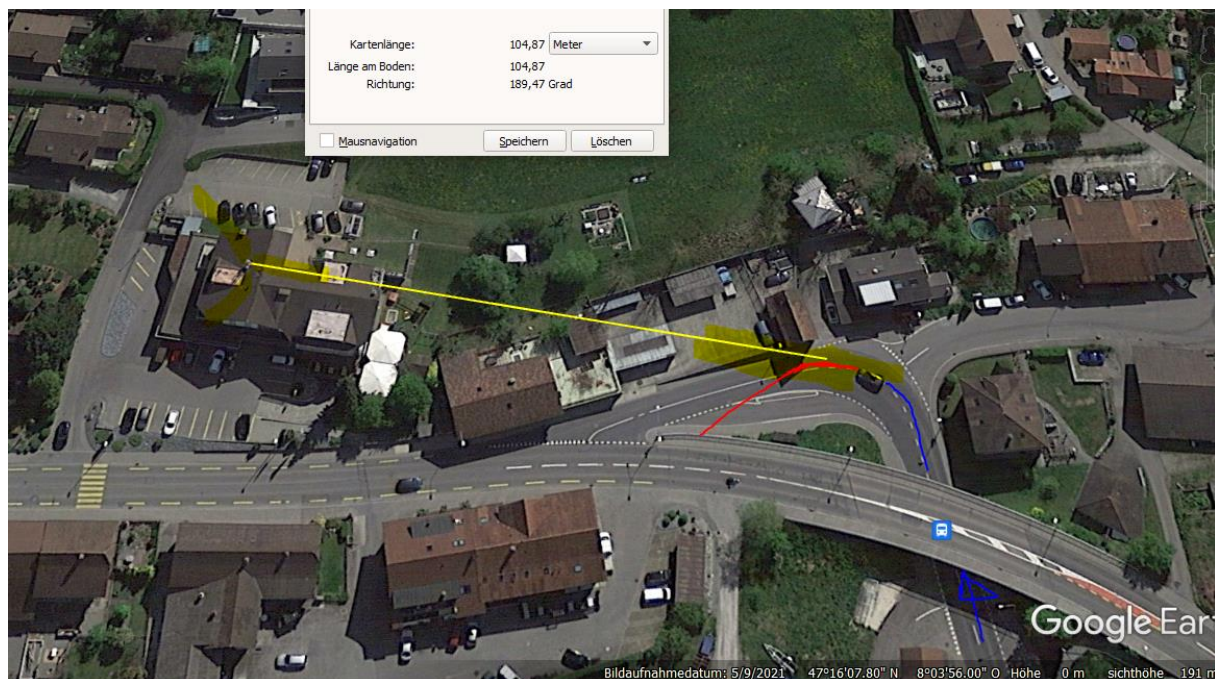 Kartenlänge: 104,87 Meter
Länge am Boden: 104,87
Richtung: 189,47 Grad
Mausnavigation Speichern Löschen
Google Eart
Bildaufnahmedatum: 5/9/2021 47°16'07.80" N 8°03'56.00" O Höhe 0 m sichthöhe 191 m